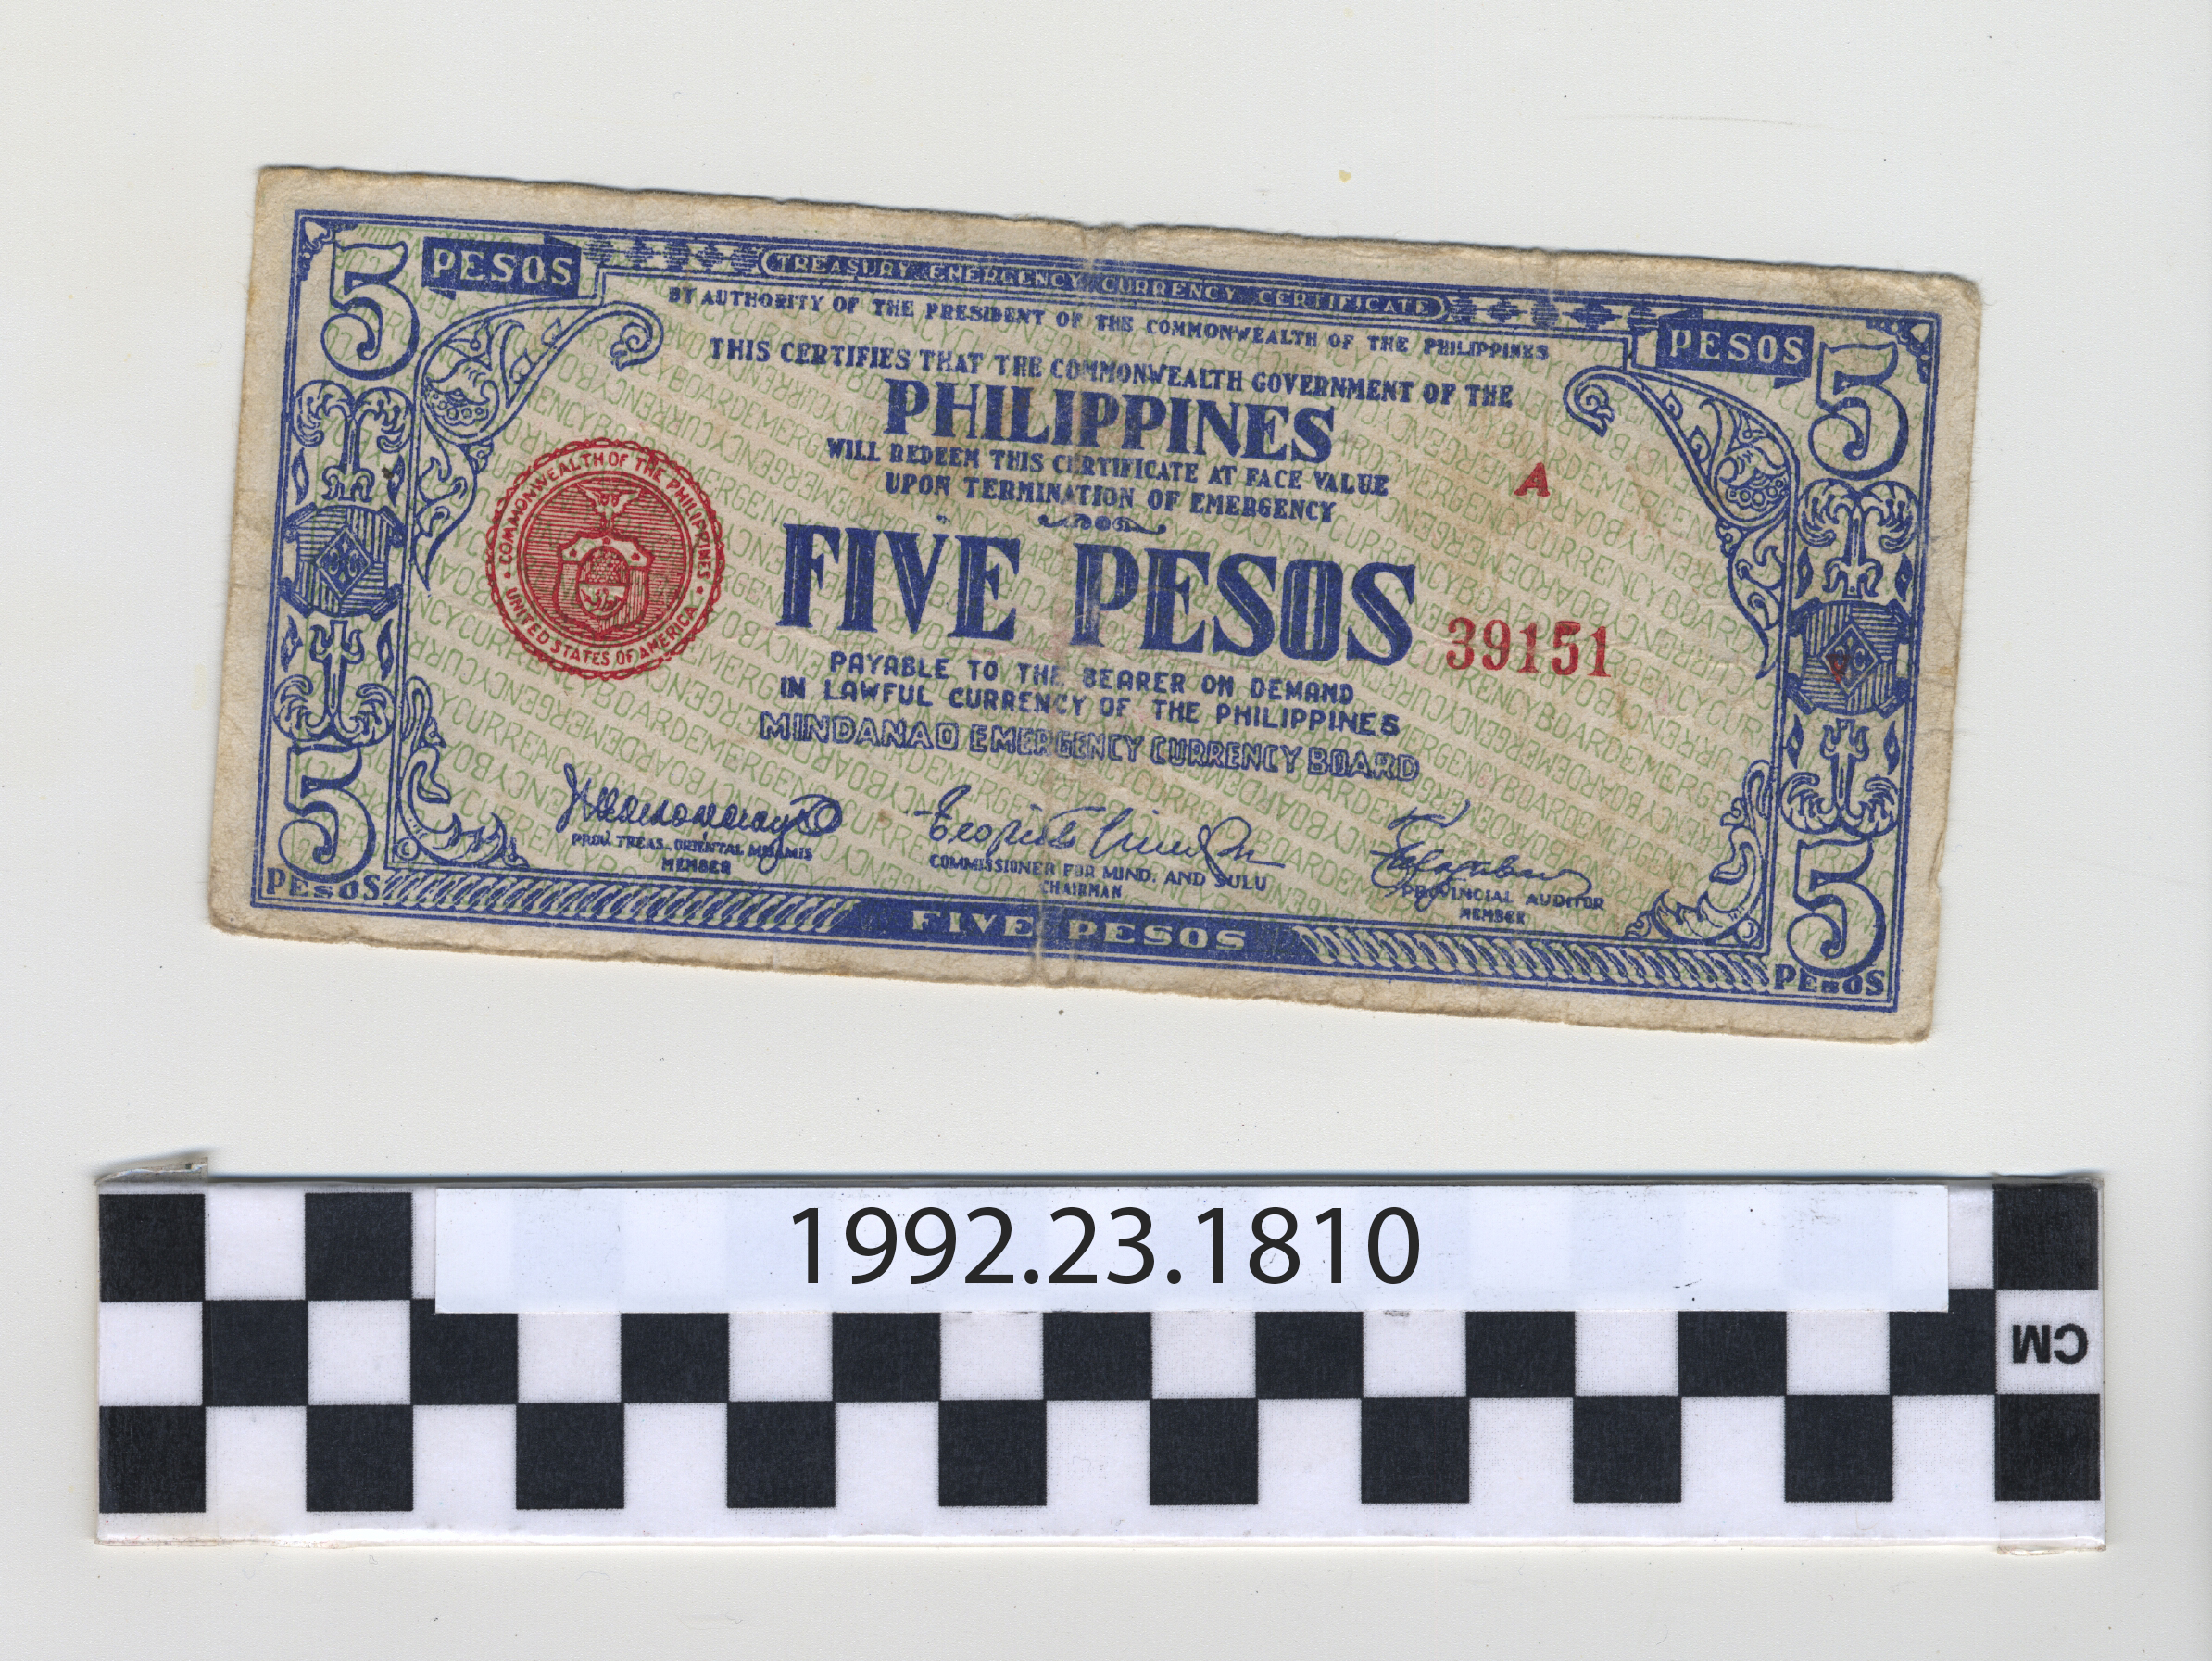 5 PESOS
TREASURY EMERGENCY CURRENCY CERTIFICATE
PESOS 5
BY AUTHORITY OF THE PRESIDENT OF THE COMMONWEALTH OF THE PHILIPPINES
THIS CERTIFIES THAT THE COMMONWEALTH GOVERNMENT OF THE
PHILIPPINES
WILL REDEEM THIS CERTIFICATE AT FACE VALUE
UPON TERMINATION OF EMERGENCY
A
COMMONWEALTH OF THE PHILIPPINES
UNITED STATES OF AMERICA
FIVE PESOS
39151
PAYABLE TO THE BEARER ON DEMAND
IN LAWFUL CURRENCY OF THE PHILIPPINES
MINDANAO EMERGENCY CURRENCY BOARD
PROV. TREAS. ORIENTAL MISAMIS
MEMBER
COMMISSIONER FOR MIND. AND SULU
CHAIRMAN
PROVINCIAL AUDITOR
MEMBER
5
PESOS
FIVE PESOS
5
PESOS
1992.23.1810
CM